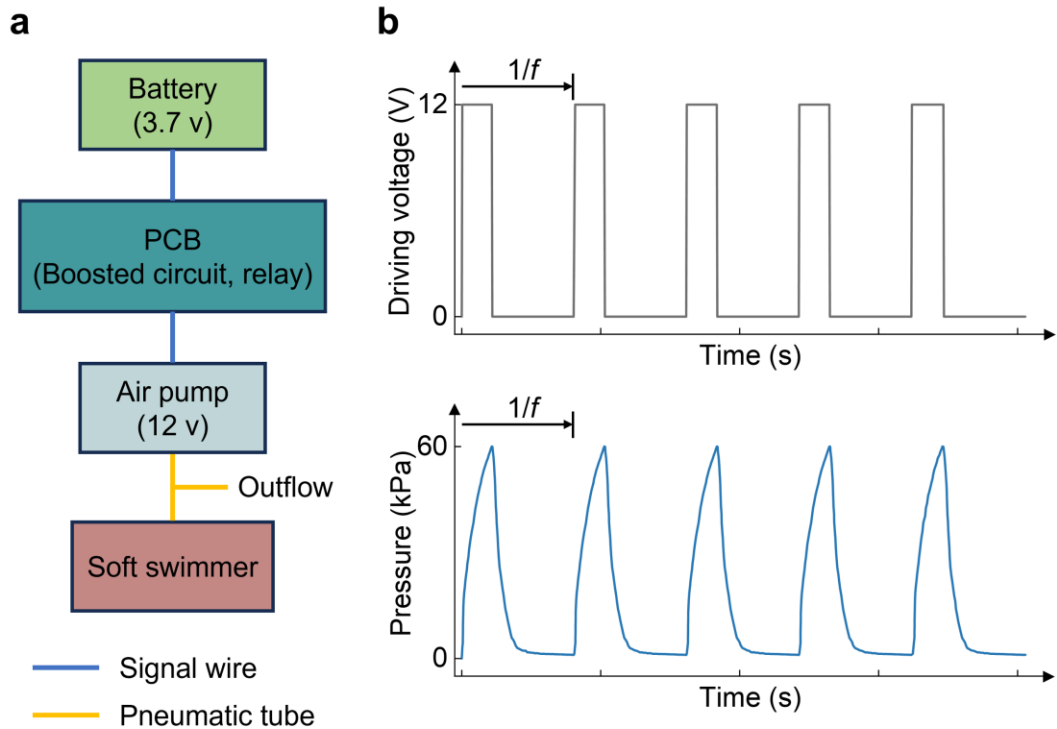 a
Battery
(3.7 v)
PCB
(Boosted circuit, relay)
Air pump
(12 v)
Outflow
Soft swimmer
Signal wire
Pneumatic tube
b
1/f
12
0
Driving voltage (V)
Time (s)
1/f
60
0
Pressure (kPa)
Time (s)